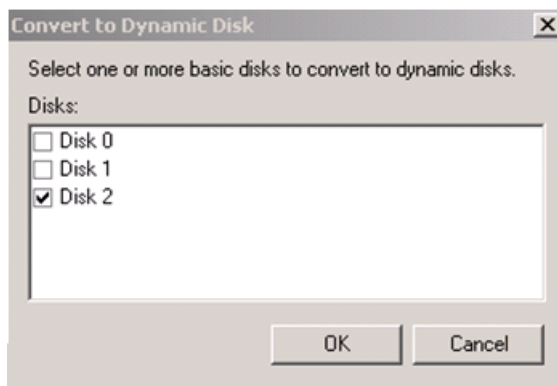 Convert to Dynamic Disk
Select one or more basic disks to convert to dynamic disks.
Disks:
Disk 0
Disk 1
Disk 2
OK
Cancel